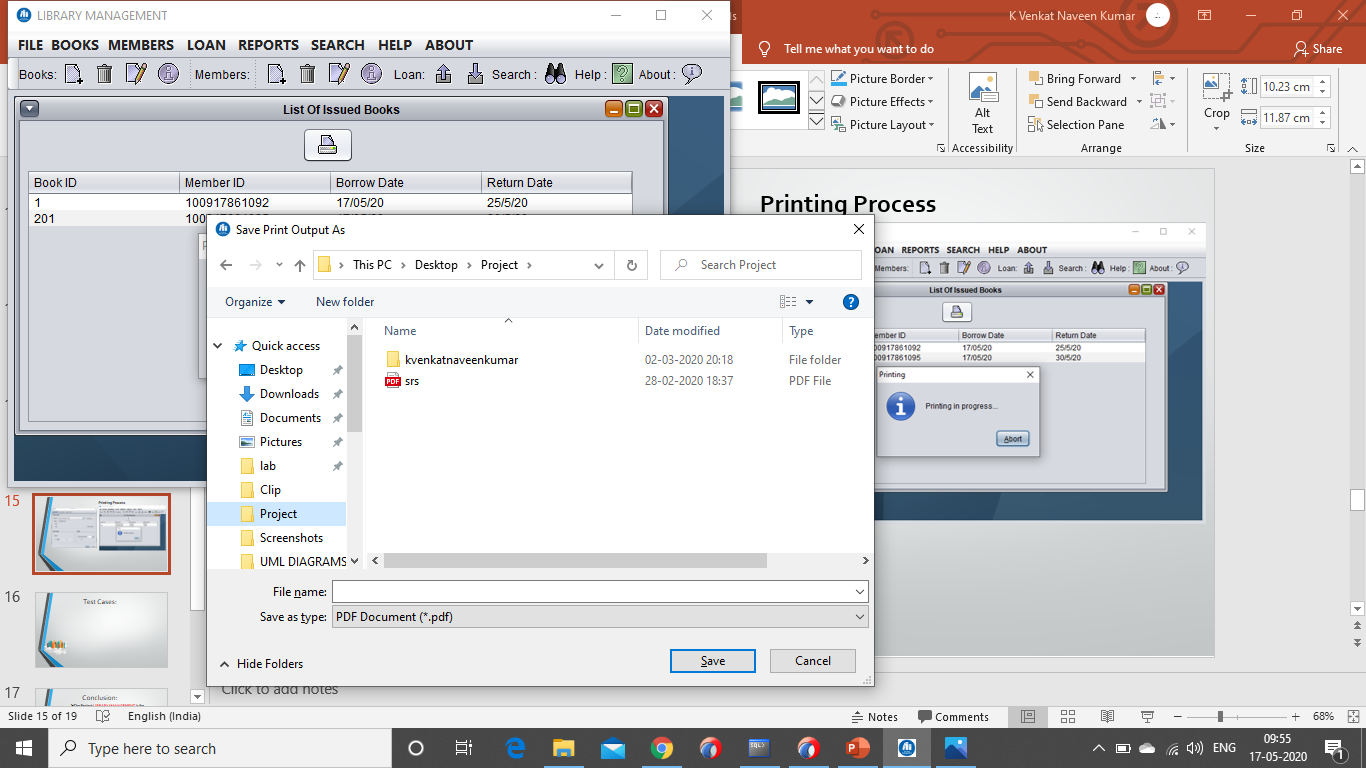 LIBRARY MANAGEMENT
FILE BOOKS MEMBERS LOAN REPORTS SEARCH HELP ABOUT
Books: Members: Loan: Search : Help : About :
List Of Issued Books
Book ID Member ID Borrow Date Return Date
1 100917861092 17/05/20 25/5/20
201
K Venkat Naveen Kumar
Tell me what you want to do
Share
Picture Border
Picture Effects
Picture Layout
Alt
Text
Bring Forward
Send Backward
Selection Pane
Crop
10.23 cm
11.87 cm
Accessibility
Arrange
Size
Save Print Output As
This PC Desktop Project
Search Project
Organize New folder
Name Date modified Type
Quick access
Desktop
Downloads
Documents
Pictures
lab
Clip
Project
Screenshots
UML DIAGRAMS
kvenkatnaveenkumar 02-03-2020 20:18 File folder
PDF srs 28-02-2020 18:37 PDF File
File name:
Save as type: PDF Document (*.pdf)
Hide Folders
Save Cancel
Printing Process
REPORTS SEARCH HELP ABOUT
Loan: Search : Help : About :
List Of Issued Books
Borrow Date Return Date
17/05/20 25/5/20
17/05/20 30/5/20
Printing
Printing in progress...
Abort
15
Printing Process
16
Test Cases:
17
Conclusion:
Click to add notes
Slide 15 of 19 English (India) Notes Comments 68%
Type here to search
SQL>
ENG
09:55
17-05-2020
1